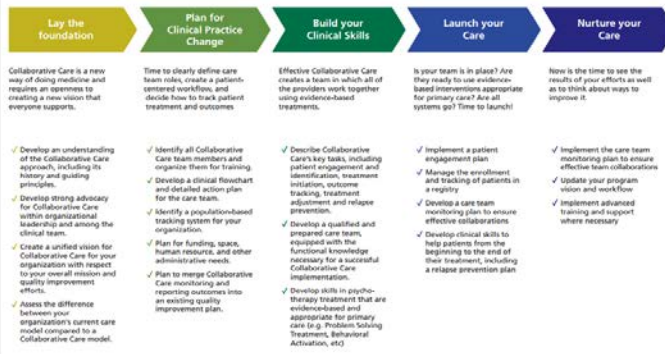 Lay the
foundation
Plan for
Clinical Practice
Change
Build your
Clinical Skills
Launch your
Care
Nurture your
Care
Collaborative Care is a new
way of doing medicine and
requires an openness to
creating a new vision that
everyone supports.
Time to clearly define care
team roles, create a patient-
centered workflow, and
decide how to track patient
treatment and outcomes
Effective Collaborative Care
creates a team in which all
of the providers work together
using evidence-based
treatments.
Is your team in place? Are
they ready to use evidence-
based interventions appropriate
for primary care? Are all
systems go? Time to launch!
Now is the time to see the
results of your efforts as well
as to think about ways to
improve it.
✓ Develop an understanding
of the Collaborative Care
approach, including its
history and guiding
principles.
✓ Develop strong advocacy
for Collaborative Care
within organizational
leadership and among the
clinical team.
✓ Create a unified vision for
Collaborative Care for your
organization with respect
to your overall mission and
quality improvement
efforts.
✓ Assess the difference
between your
organization's current care
model compared to a
Collaborative Care model.
✓ Identify all Collaborative
Care team members and
organize them for training.
✓ Develop a clinical flowchart
and detailed action plan
for the care team.
✓ Identify a population-based
tracking system for your
organization.
✓ Plan for funding, space,
human resource, and other
administrative needs.
✓ Plan to merge Collaborative
Care monitoring and
reporting outcomes into
an existing quality
improvement plan.
✓ Describe Collaborative
Care's key tasks, including
patient engagement and
identification, treatment
initiation, outcome
tracking, treatment
adjustment and relapse
prevention.
✓ Develop a qualified and
prepared care team,
equipped with the
functional knowledge
necessary for a successful
Collaborative Care
implementation.
✓ Develop skills in psycho-
therapy treatment that are
evidence-based and
appropriate for primary
care (e.g. Problem Solving
Treatment, Behavioral
Activation, etc)
✓ Implement a patient
engagement plan
✓ Manage the enrollment
and tracking of patients in
a registry
✓ Develop a care team
monitoring plan to ensure
effective collaborations
✓ Develop clinical skills to
help patients from the
beginning to the end of
their treatment, including
a relapse prevention plan
✓ Implement the care team
monitoring plan to ensure
effective team collaborations
✓ Update your program
vision and workflow
✓ Implement advanced
training and support
where necessary